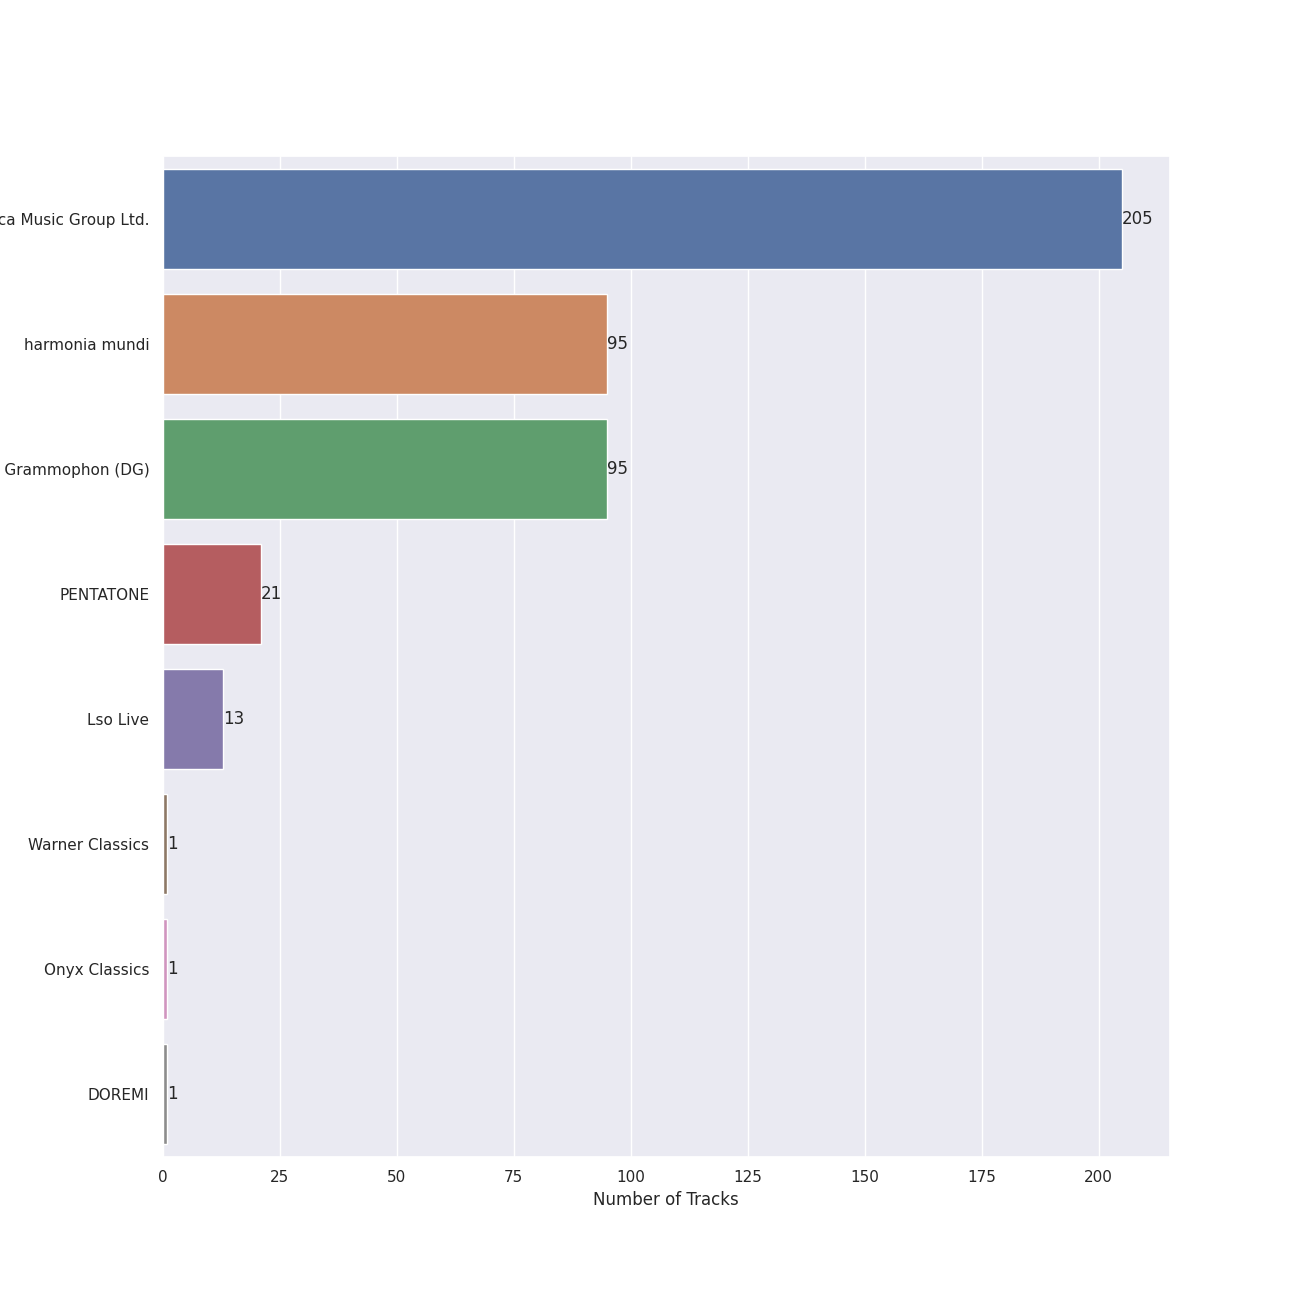 ca Music Group Ltd.
205
harmonia mundi
95
Grammophon (DG)
95
PENTATONE
21
Lso Live
13
Warner Classics
1
Onyx Classics
1
DOREMI
1
0 25 50 75 100 125 150 175 200
Number of Tracks